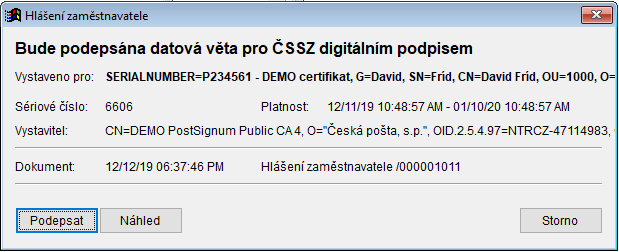 Hlášení zaměstnavatele
Bude podepsána datová věta pro ČSSZ digitálním podpisem
Vystaveno pro: SERIALNUMBER=P234561 - DEMO certifikat, G=David, SN=Frid, CN=David Frid, OU=1000, O=
Sériové číslo: 6606 Platnost: 12/11/19 10:48:57 AM - 01/10/20 10:48:57 AM
Vystavitel: CN=DEMO PostSignum Public CA 4, O="Česká pošta, s.p.", OID.2.5.4.97=NTRCZ-47114983,
Dokument: 12/12/19 06:37:46 PM Hlášení zaměstnavatele /000001011
Podepsat Náhled Storno